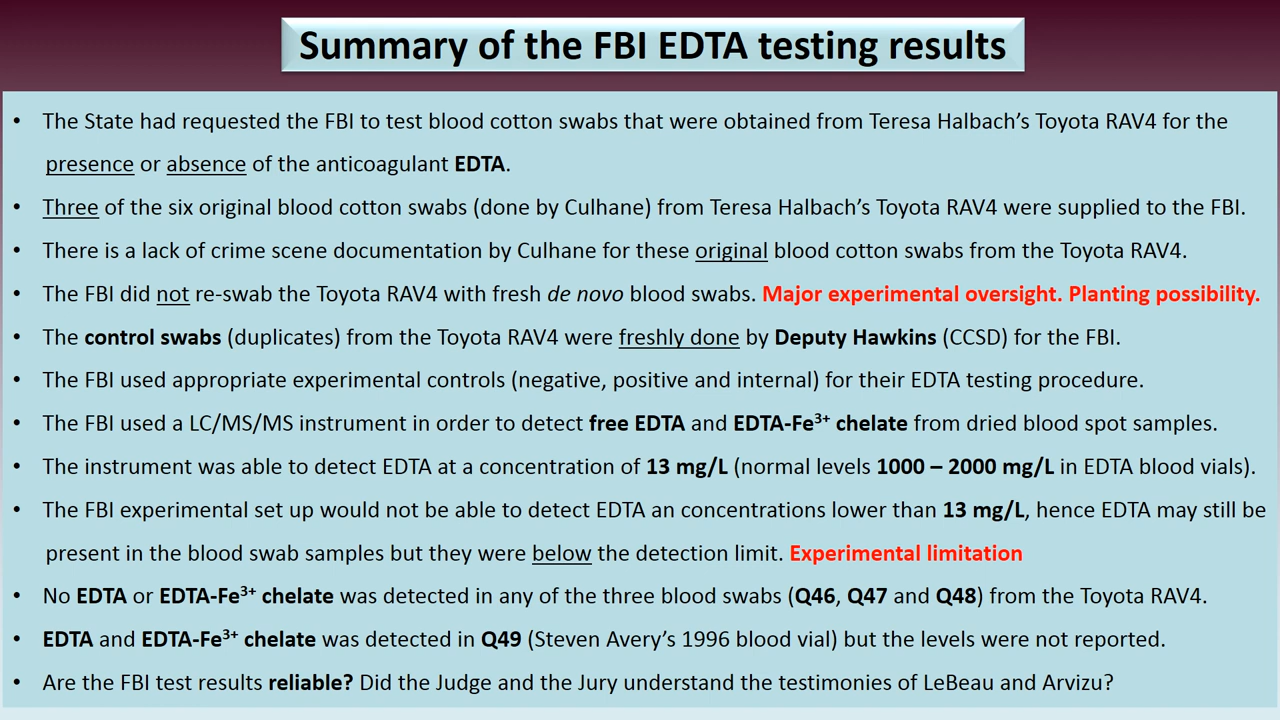 Summary of the FBI EDTA testing results
• The State had requested the FBI to test blood cotton swabs that were obtained from Teresa Halbach’s Toyota RAV4 for the
presence or absence of the anticoagulant EDTA.
• Three of the six original blood cotton swabs (done by Culhane) from Teresa Halbach’s Toyota RAV4 were supplied to the FBI.
• There is a lack of crime scene documentation by Culhane for these original blood cotton swabs from the Toyota RAV4.
• The FBI did not re-swab the Toyota RAV4 with fresh de novo blood swabs. Major experimental oversight. Planting possibility.
• The control swabs (duplicates) from the Toyota RAV4 were freshly done by Deputy Hawkins (CCSD) for the FBI.
• The FBI used appropriate experimental controls (negative, positive and internal) for their EDTA testing procedure.
• The FBI used a LC/MS/MS instrument in order to detect free EDTA and EDTA-Fe³⁺ chelate from dried blood spot samples.
• The instrument was able to detect EDTA at a concentration of 13 mg/L (normal levels 1000 – 2000 mg/L in EDTA blood vials).
• The FBI experimental set up would not be able to detect EDTA an concentrations lower than 13 mg/L, hence EDTA may still be
present in the blood swab samples but they were below the detection limit. Experimental limitation
• No EDTA or EDTA-Fe³⁺ chelate was detected in any of the three blood swabs (Q46, Q47 and Q48) from the Toyota RAV4.
• EDTA and EDTA-Fe³⁺ chelate was detected in Q49 (Steven Avery’s 1996 blood vial) but the levels were not reported.
• Are the FBI test results reliable? Did the Judge and the Jury understand the testimonies of LeBeau and Arvizu?